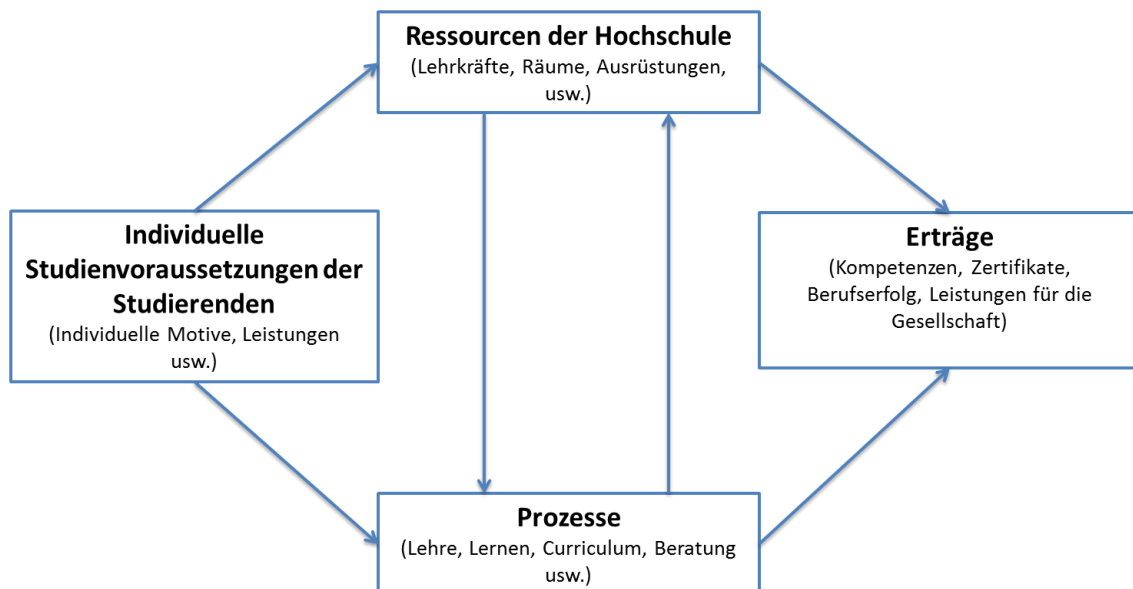 Ressourcen der Hochschule
(Lehrkräfte, Räume, Ausrüstungen,
usw.)
Individuelle
Studienvoraussetzungen der
Studierenden
(Individuelle Motive, Leistungen
usw.)
Erträge
(Kompetenzen, Zertifikate,
Berufserfolg, Leistungen für die
Gesellschaft)
Prozesse
(Lehre, Lernen, Curriculum, Beratung
usw.)